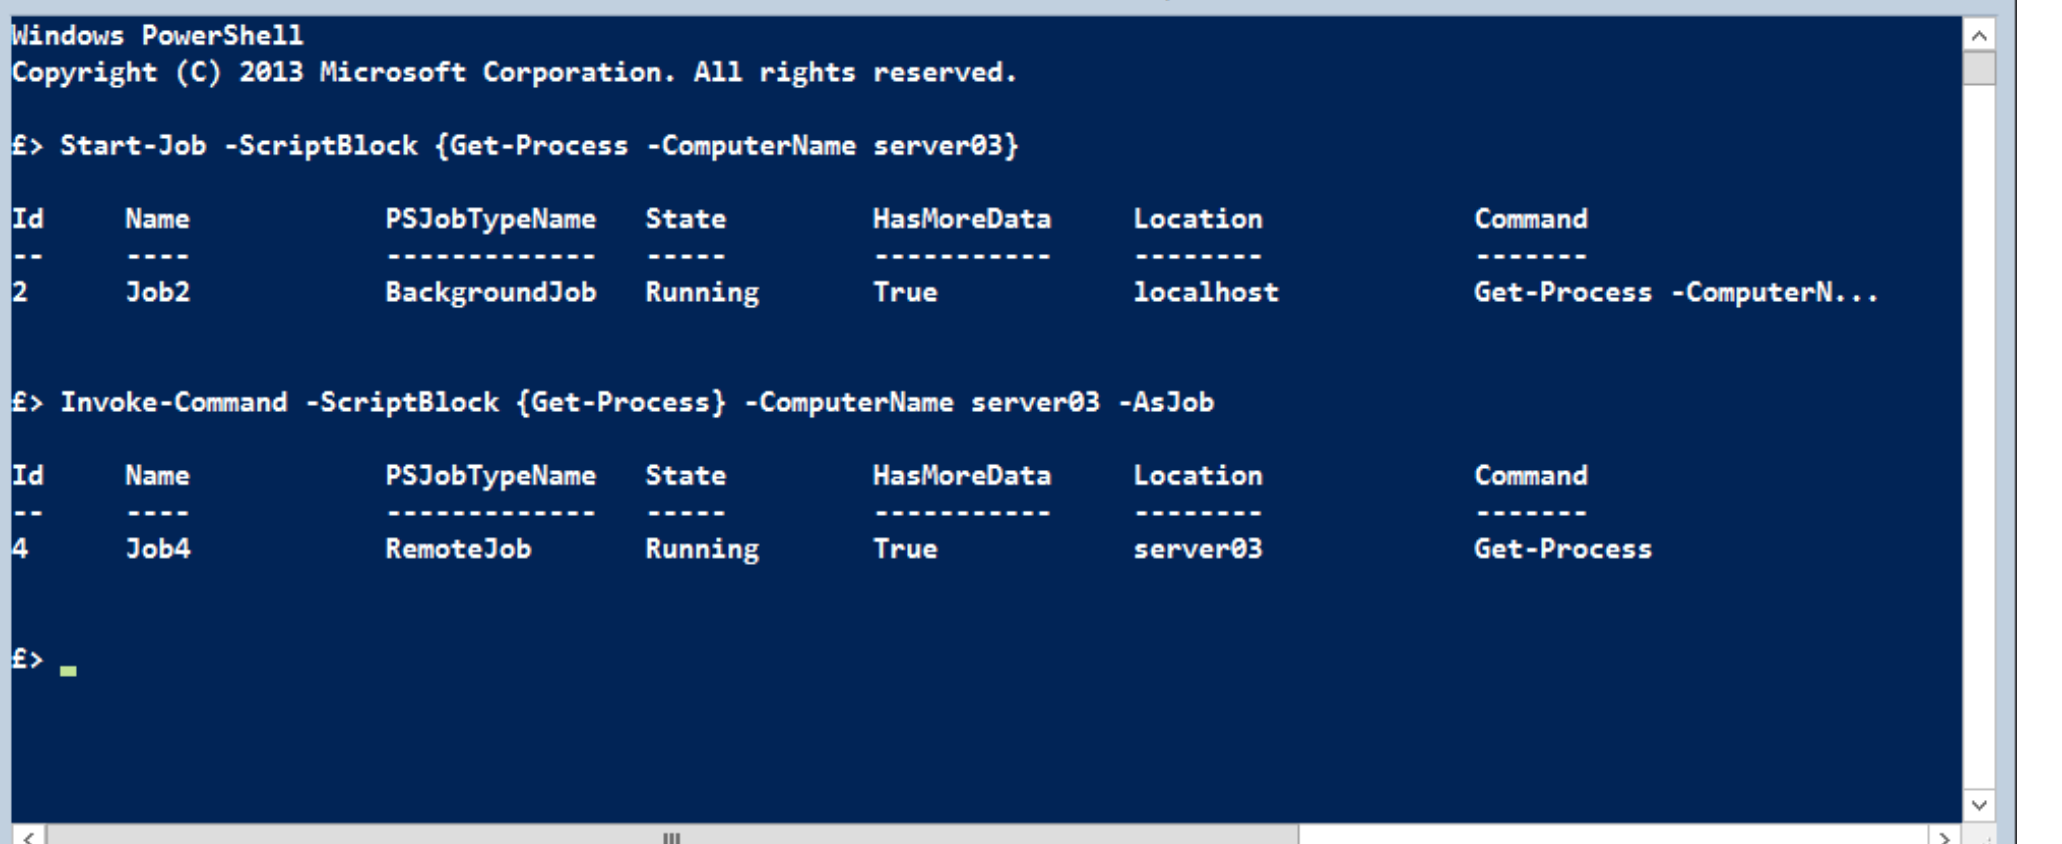 Windows PowerShell
Copyright (C) 2013 Microsoft Corporation. All rights reserved.
£> Start-Job -ScriptBlock {Get-Process -ComputerName server03}
Id Name PSJobTypeName State HasMoreData Location Command
-- ---- ------------- ----- ----------- -------- -------
2 Job2 BackgroundJob Running True localhost Get-Process -ComputerN...
£> Invoke-Command -ScriptBlock {Get-Process} -ComputerName server03 -AsJob
Id Name PSJobTypeName State HasMoreData Location Command
-- ---- ------------- ----- ----------- -------- -------
4 Job4 RemoteJob Running True server03 Get-Process
£>